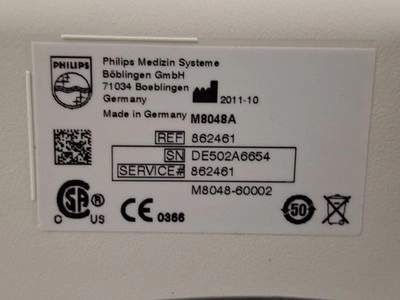 PHILIPS
Philips Medizin Systeme
Böblingen GmbH
71034 Boeblingen
Germany
2011-10
Made in Germany M8048A
REF 862461
SN DE502A6654
SERVICE# 862461
M8048-60002
SA
C US
CE 0366
50